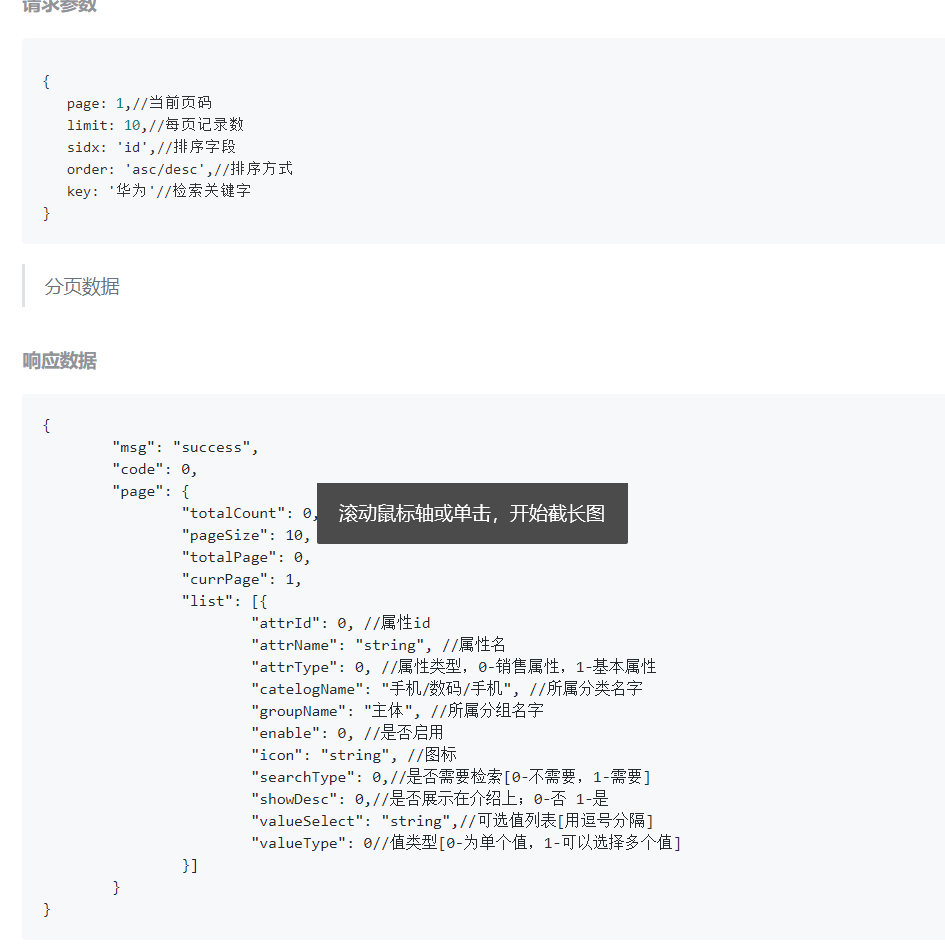 请求参数
{
page: 1,//当前页码
limit: 10,//每页记录数
sidx: 'id',//排序字段
order: 'asc/desc',//排序方式
key: '华为'//检索关键字
}
分页数据
响应数据
{
"msg": "success",
"code": 0,
"page": {
"totalCount": 0,
滚动鼠标轴或单击，开始截长图
"pageSize": 10,
"totalPage": 0,
"currPage": 1,
"list": [{
"attrId": 0, //属性id
"attrName": "string", //属性名
"attrType": 0, //属性类型，0-销售属性，1-基本属性
"catelogName": "手机/数码/手机", //所属分类名字
"groupName": "主体", //所属分组名字
"enable": 0, //是否启用
"icon": "string", //图标
"searchType": 0,//是否需要检索[0-不需要，1-需要]
"showDesc": 0,//是否展示在介绍上；0-否 1-是
"valueSelect": "string",//可选值列表[用逗号分隔]
"valueType": 0//值类型[0-为单个值，1-可以选择多个值]
}]
}
}